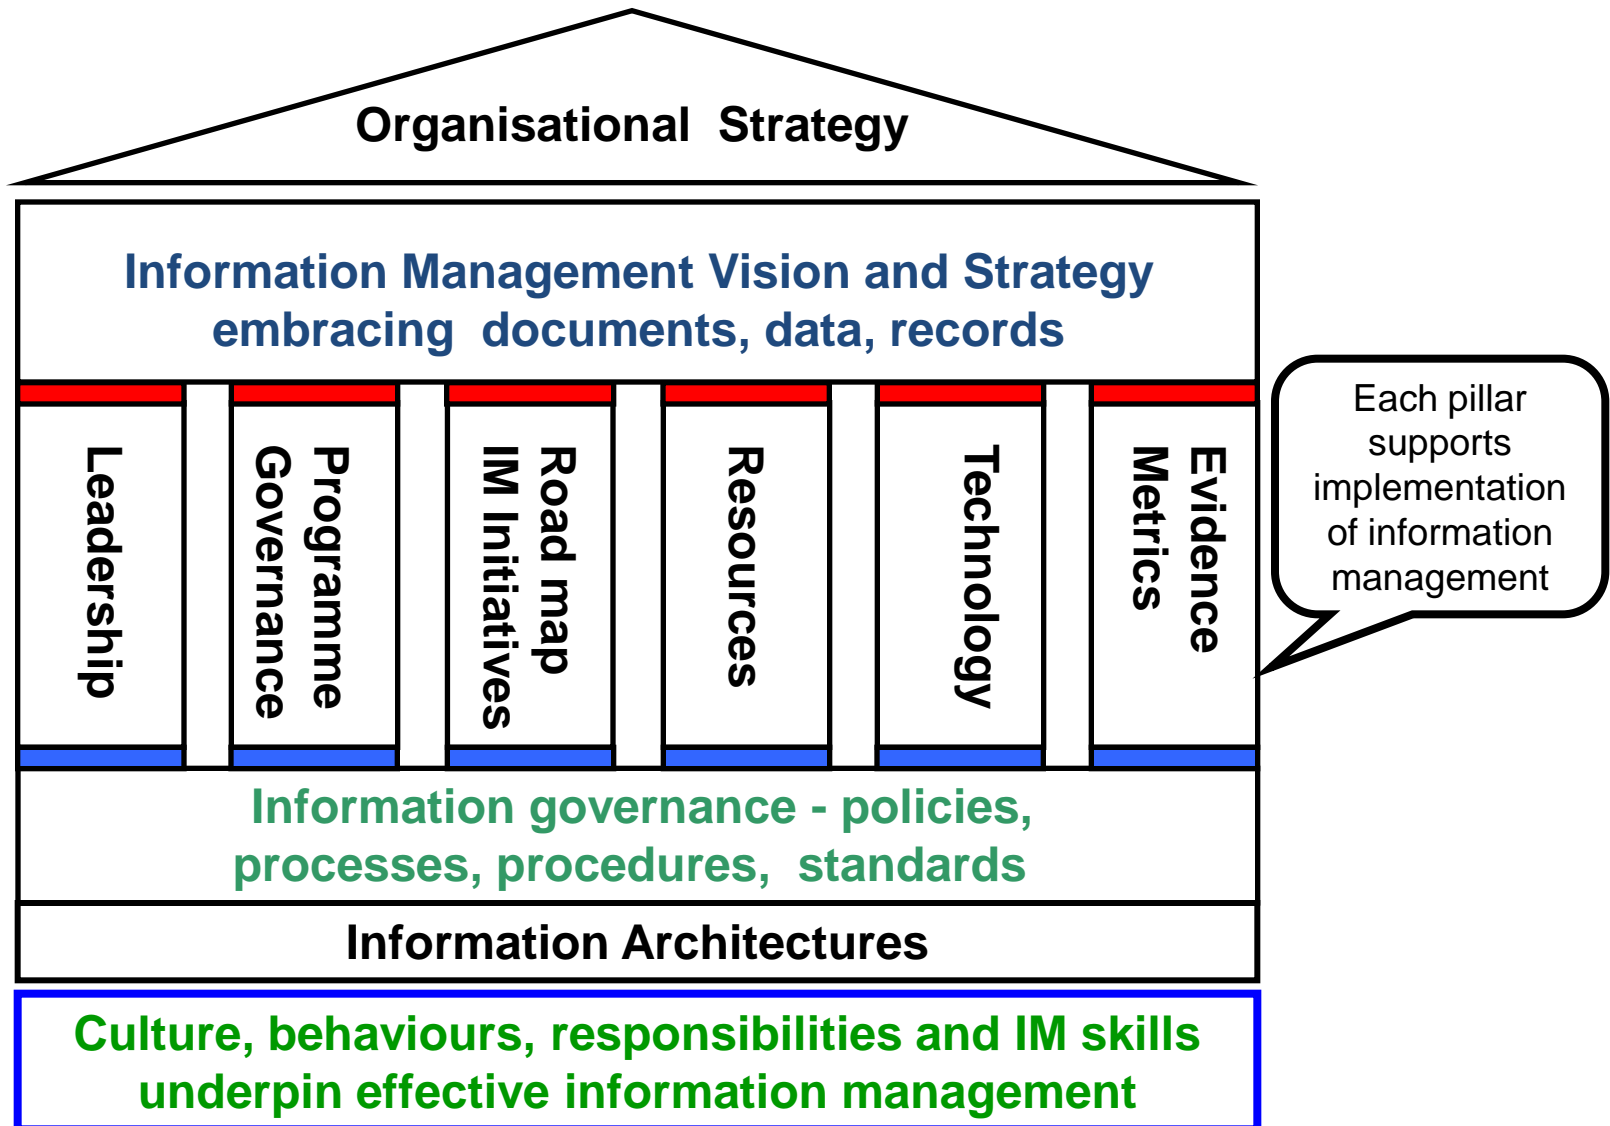 Organisational Strategy
Information Management Vision and Strategy
embracing documents, data, records
Leadership
Programme
Governance
Road map
IM Initiatives
Resources
Technology
Evidence
Metrics
Each pillar
supports
implementation
of information
management
Information governance - policies,
processes, procedures, standards
Information Architectures
Culture, behaviours, responsibilities and IM skills
underpin effective information management